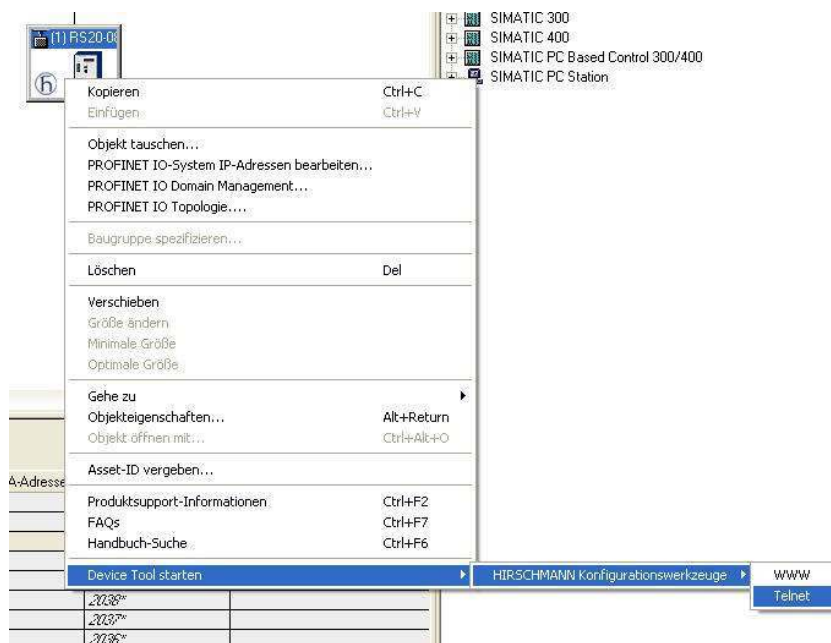 (1) RS20-08
SIMATIC 300
SIMATIC 400
SIMATIC PC Based Control 300/400
SIMATIC PC Station
Kopieren Ctrl+C
Einfügen Ctrl+V
Objekt tauschen...
PROFINET IO-System IP-Adressen bearbeiten...
PROFINET IO Domain Management...
PROFINET IO Topologie....
Baugruppe spezifizieren...
Löschen Del
Verschieben
Größe ändern
Minimale Größe
Optimale Größe
Gehe zu
Objekteigenschaften... Alt+Return
Objekt öffnen mit... Ctrl+Alt+O
Asset-ID vergeben...
A-Adresse
Produktsupport-Informationen Ctrl+F2
FAQs Ctrl+F7
Handbuch-Suche Ctrl+F6
Device Tool starten
HIRSCHMANN Konfigurationswerkzeuge
WWW
Telnet
2038*
2037*
2036*